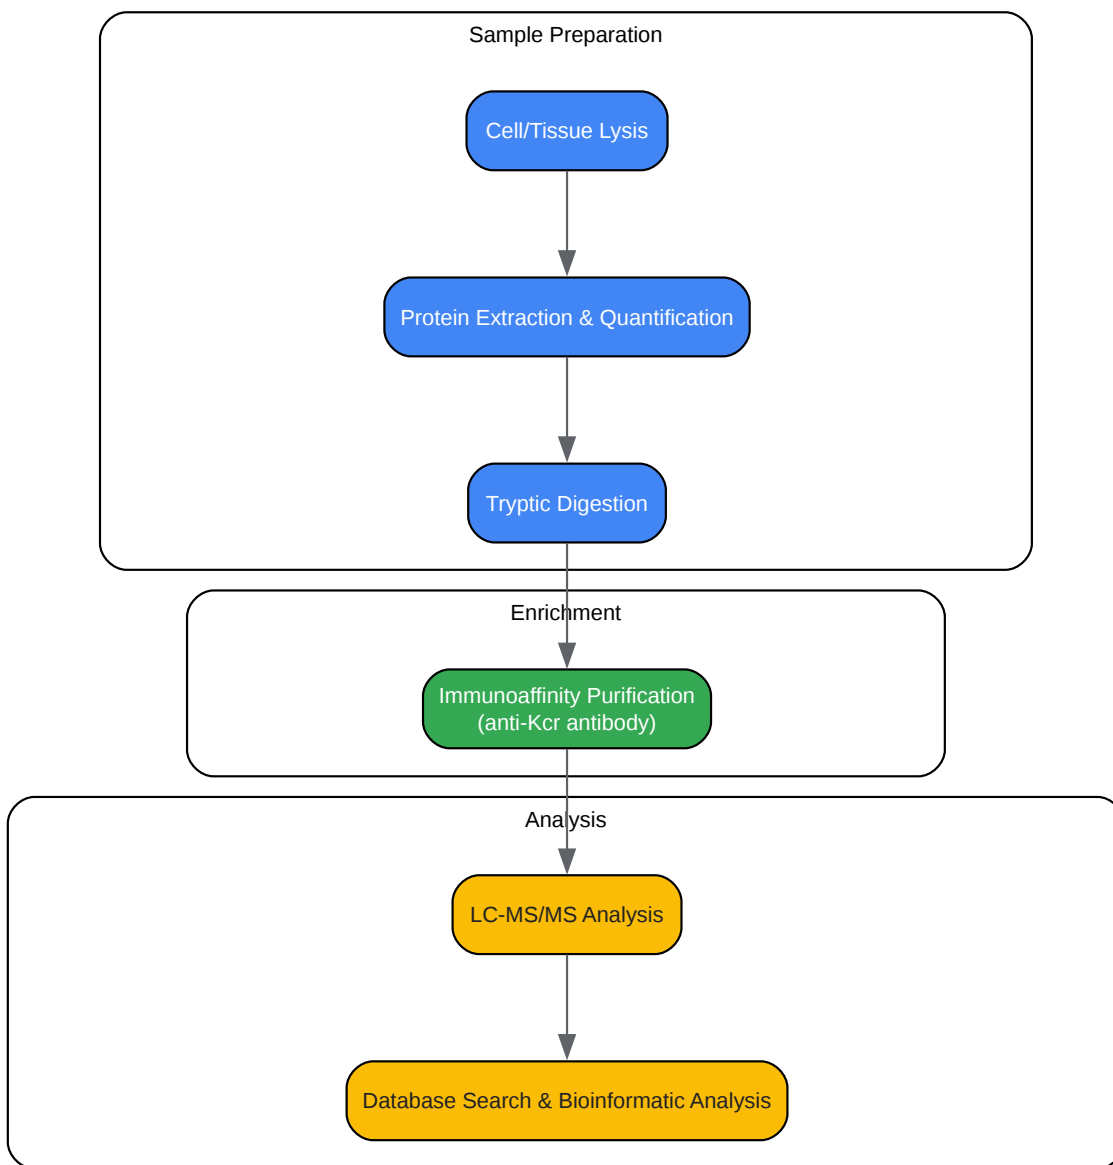 Sample Preparation
Cell/Tissue Lysis
Protein Extraction & Quantification
Tryptic Digestion
Enrichment
Immunoaffinity Purification
(anti-Kcr antibody)
Analysis
LC-MS/MS Analysis
Database Search & Bioinformatic Analysis